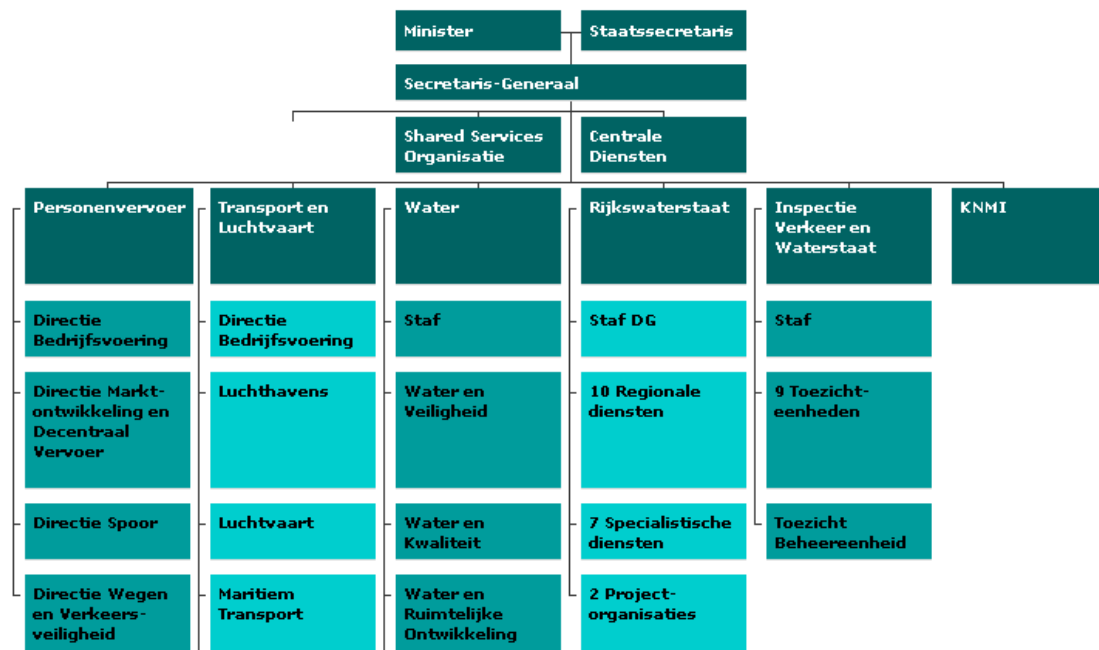 Minister
Staatssecretaris
Secretaris-Generaal
Shared Services
Organisatie
Centrale
Diensten
Personenvervoer
Transport en
Luchtvaart
Water
Rijkswaterstaat
Inspectie
Verkeer en
Waterstaat
KNMI
Directie
Bedrijfsvoering
Directie
Bedrijfsvoering
Staf
Staf DG
Staf
Directie Markt-
ontwikkeling en
Decentraal
Vervoer
Luchthavens
Water
en Veiligheid
10 Regionale
diensten
9 Toezicht-
eenheden
Directie Spoor
Luchtvaart
Water en
Kwaliteit
7 Specialistische
diensten
Toezicht
Beheereenheid
Directie Wegen
en Verkeers-
veiligheid
Maritiem
Transport
Water en
Ruimtelijke
Ontwikkeling
2 Project-
organisaties